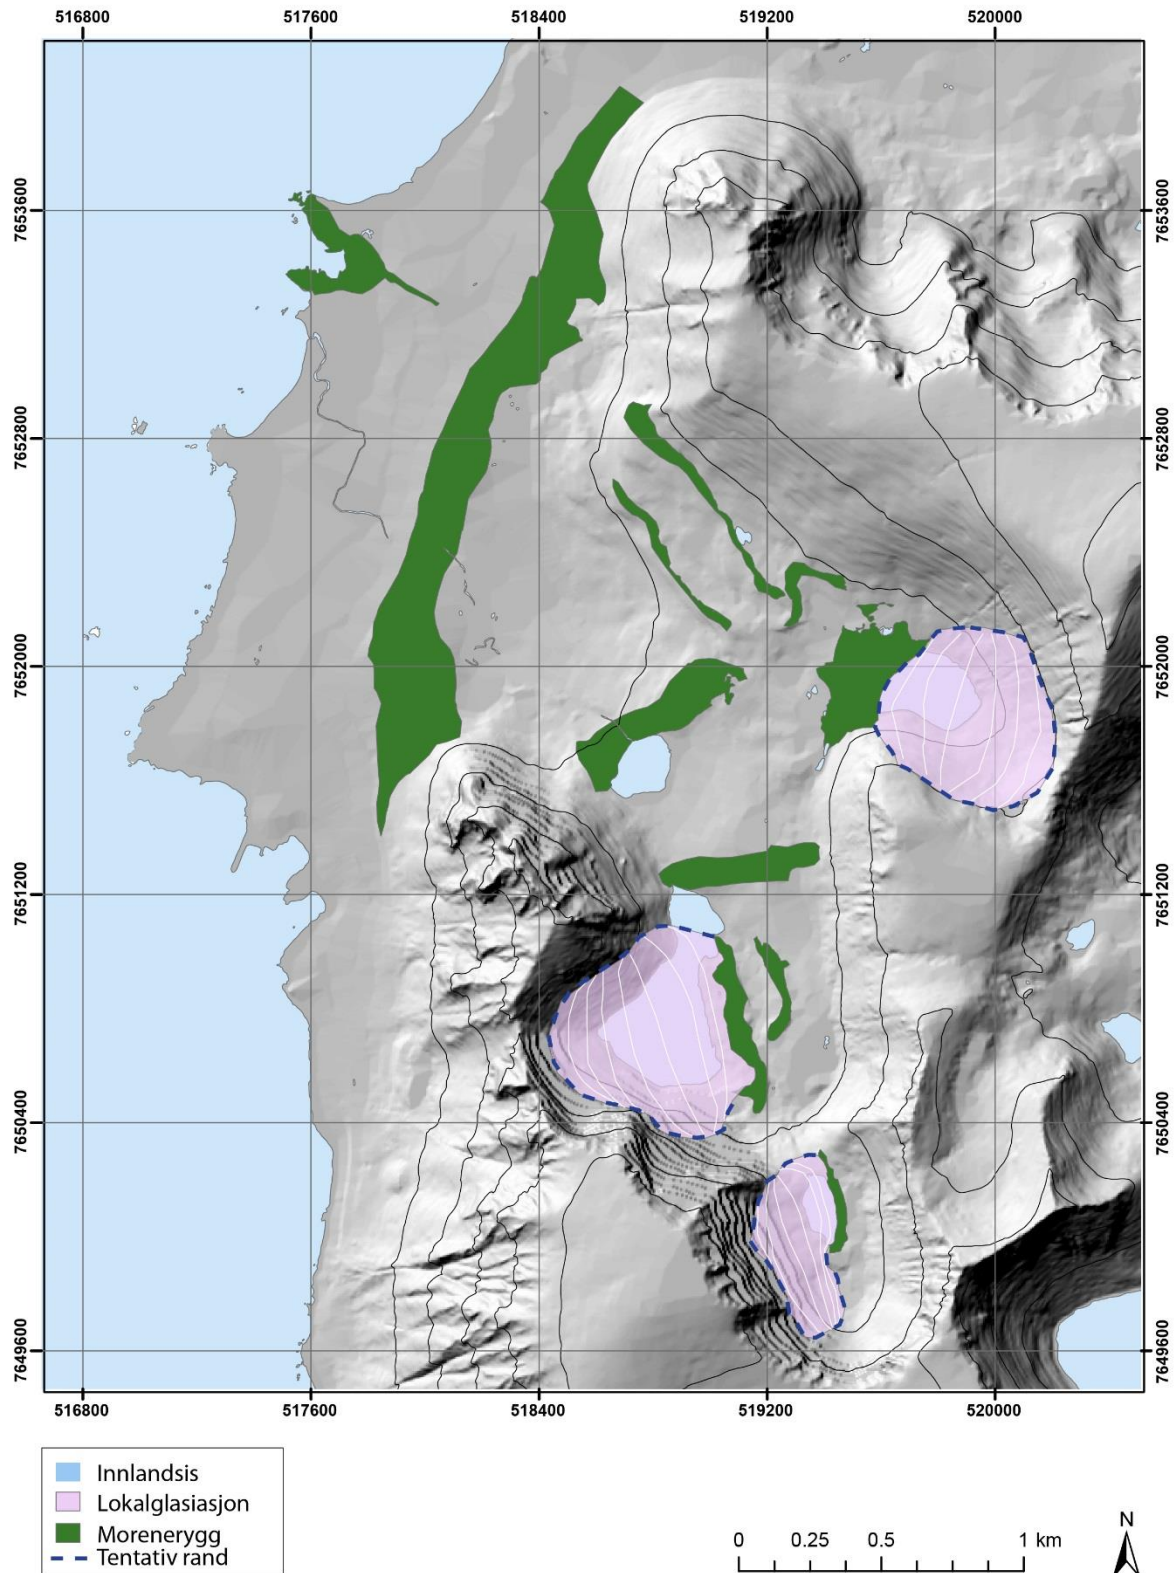 516800 517600 518400 519200 520000
7653600 7653600
7652800 7652800
7652000 7652000
7651200 7651200
7650400 7650400
7649600 7649600
516800 517600 518400 519200 520000
Innlandsis
Lokalglasiasjon
Morenerygg
Tentativ rand
0 0.25 0.5 1 km
N